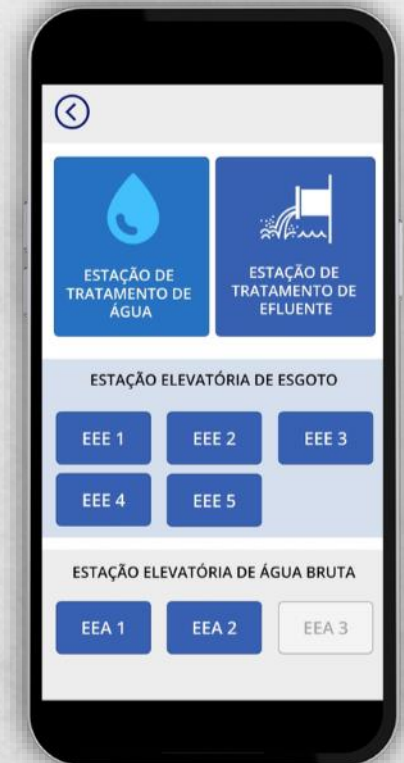 ESTAÇÃO DE
TRATAMENTO DE
ÁGUA
ESTAÇÃO DE
TRATAMENTO DE
EFLUENTE
ESTAÇÃO ELEVATÓRIA DE ESGOTO
EEE 1
EEE 2
EEE 3
EEE 4
EEE 5
ESTAÇÃO ELEVATÓRIA DE ÁGUA BRUTA
EEA 1
EEA 2
EEA 3